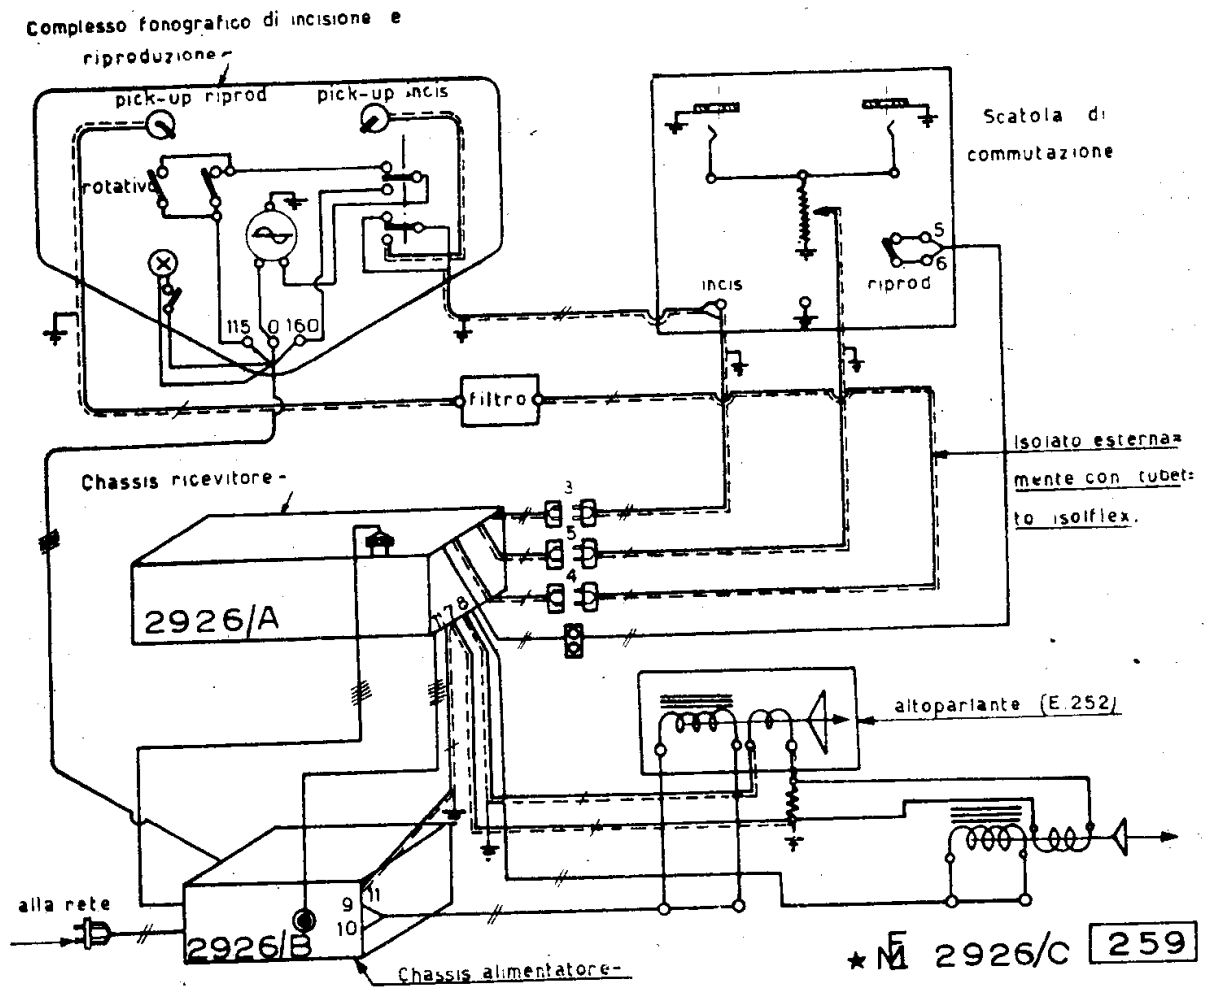 Complesso fonografico di incisione e
riproduzione-
pick-up riprod
pick-up incis
rotativo
115 0 160
Scatola di
commutazione
5
6
riprod
incis
filtro
Isolato esterna=
mente con tubet=
to isolflex.
Chassis ricevitore-
3
5
4
2926/A
7 8
altoparlante (E.252)
alla rete
11
9
10
2926/B
Chassis alimentatore-
2926/C
259